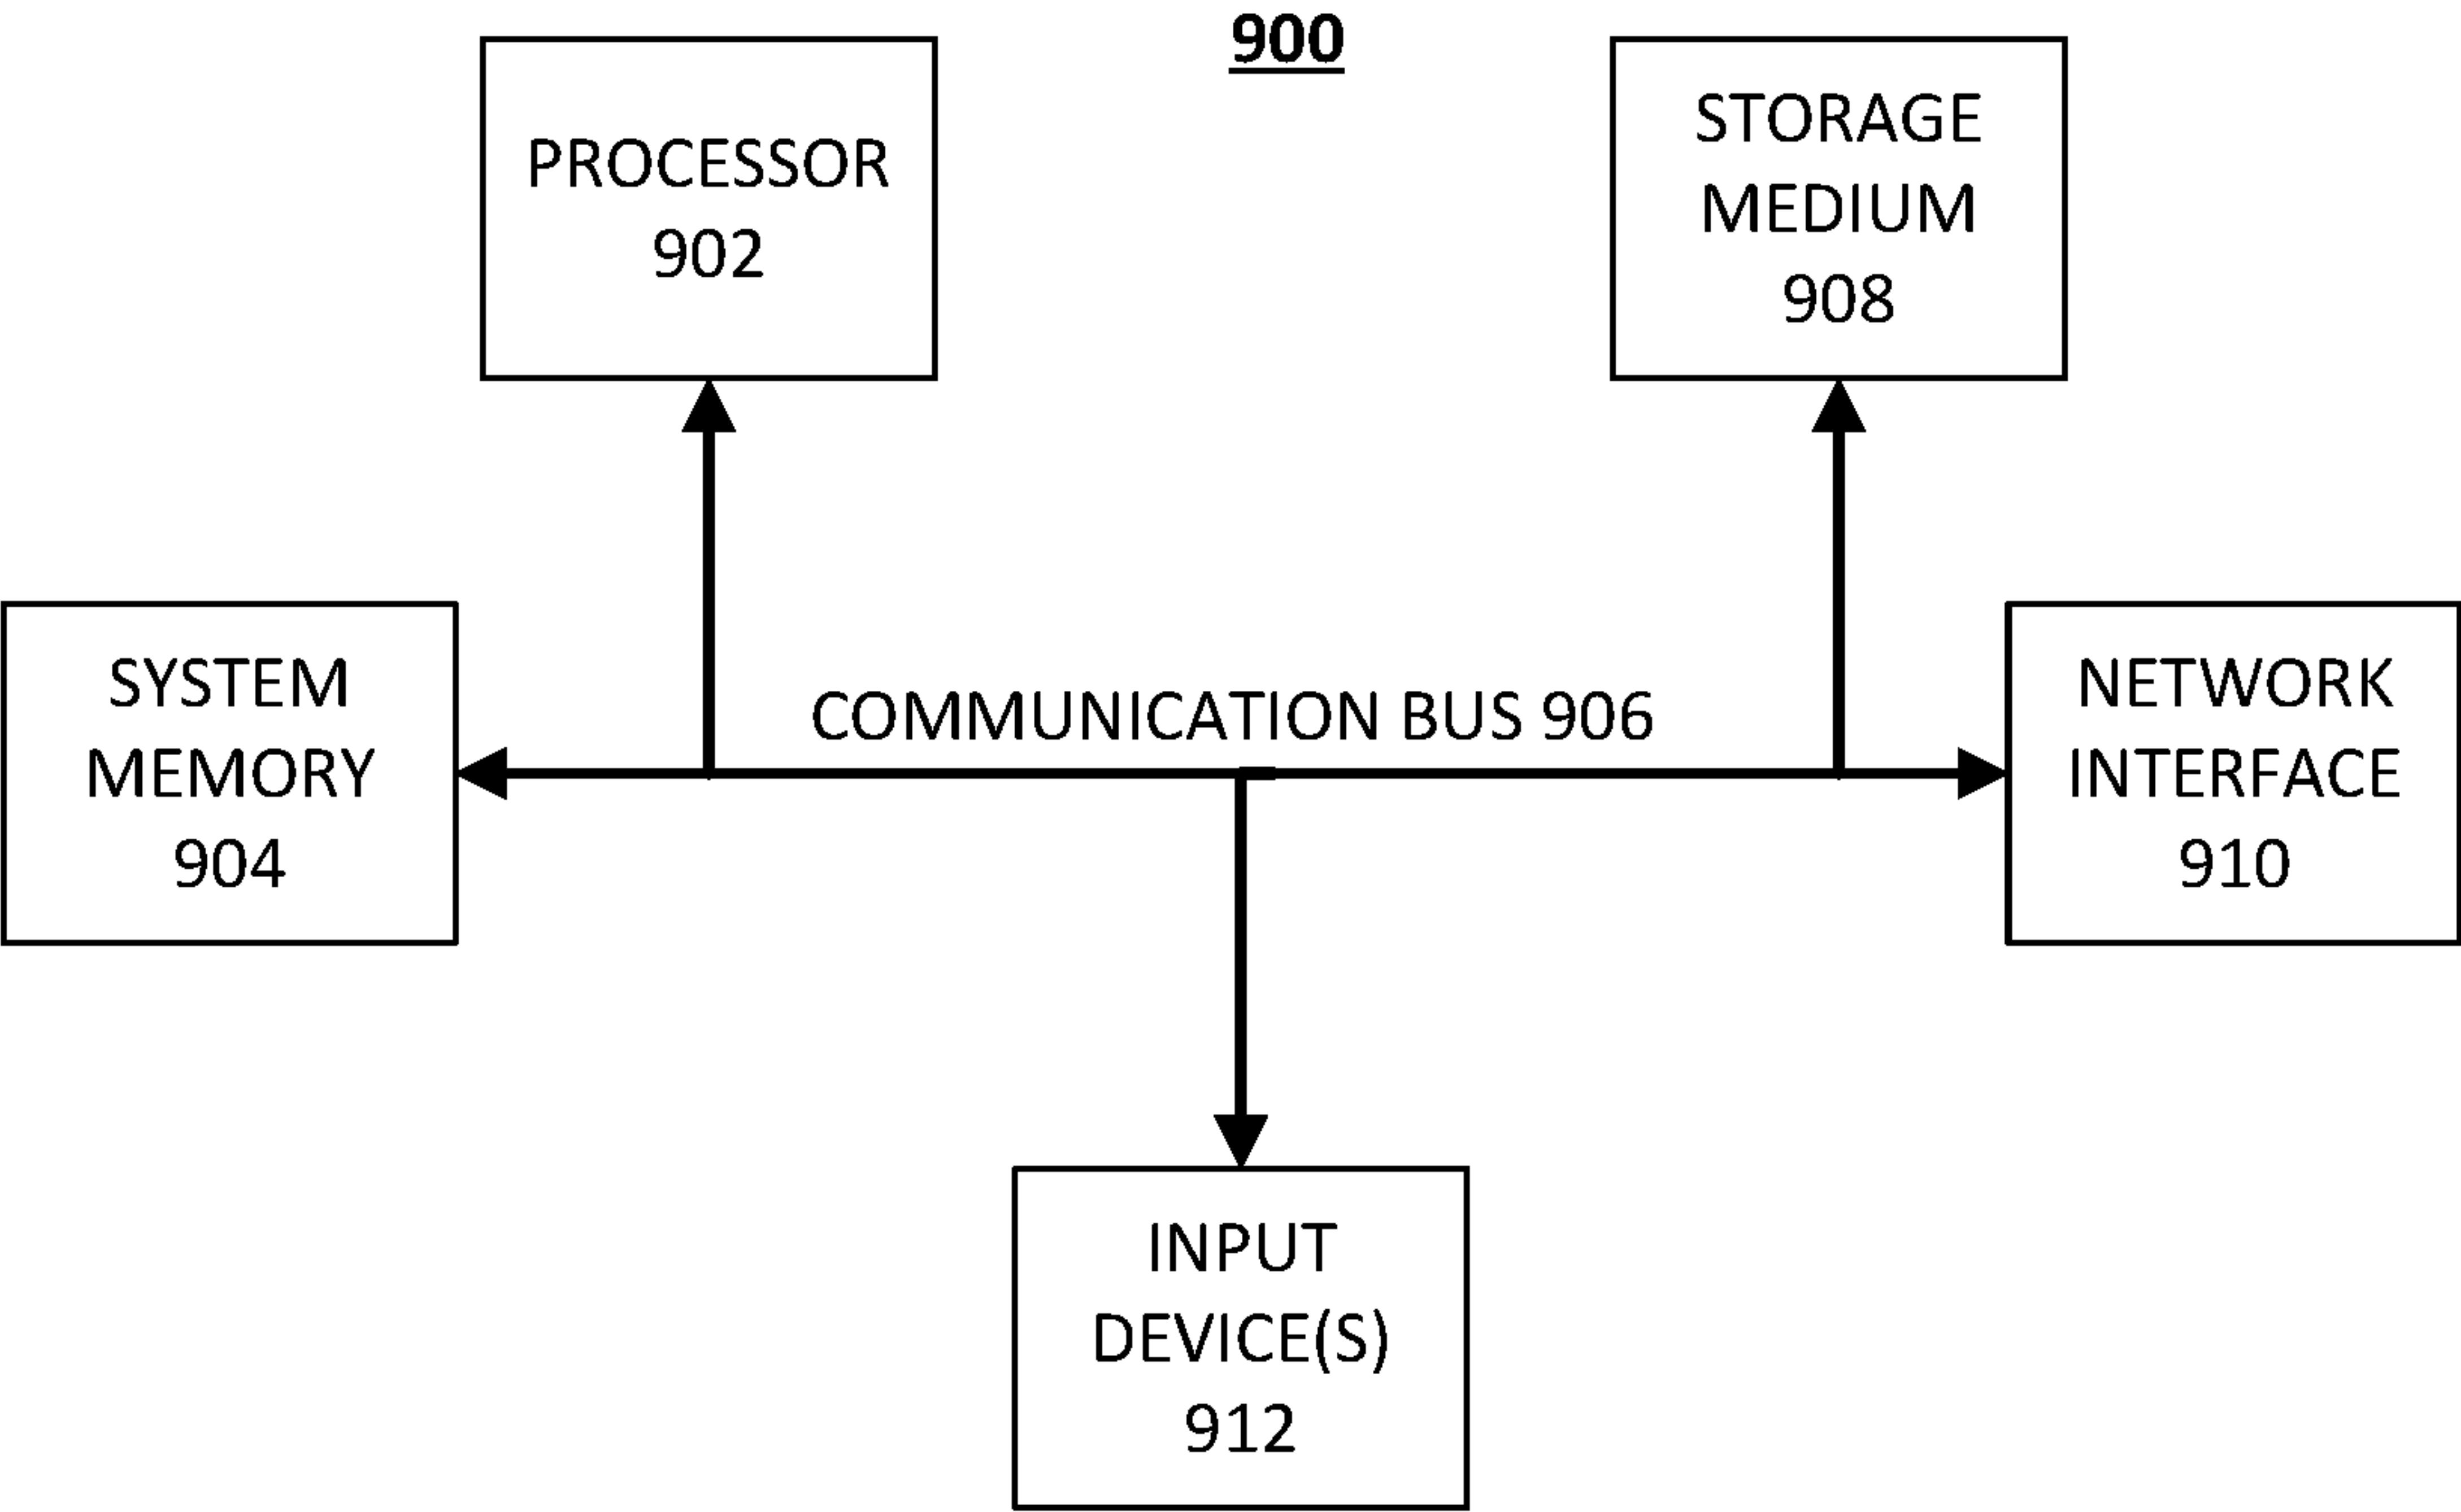 900
PROCESSOR
902
STORAGE
MEDIUM
908
SYSTEM
MEMORY
904
COMMUNICATION BUS 906
NETWORK
INTERFACE
910
INPUT
DEVICE(S)
912